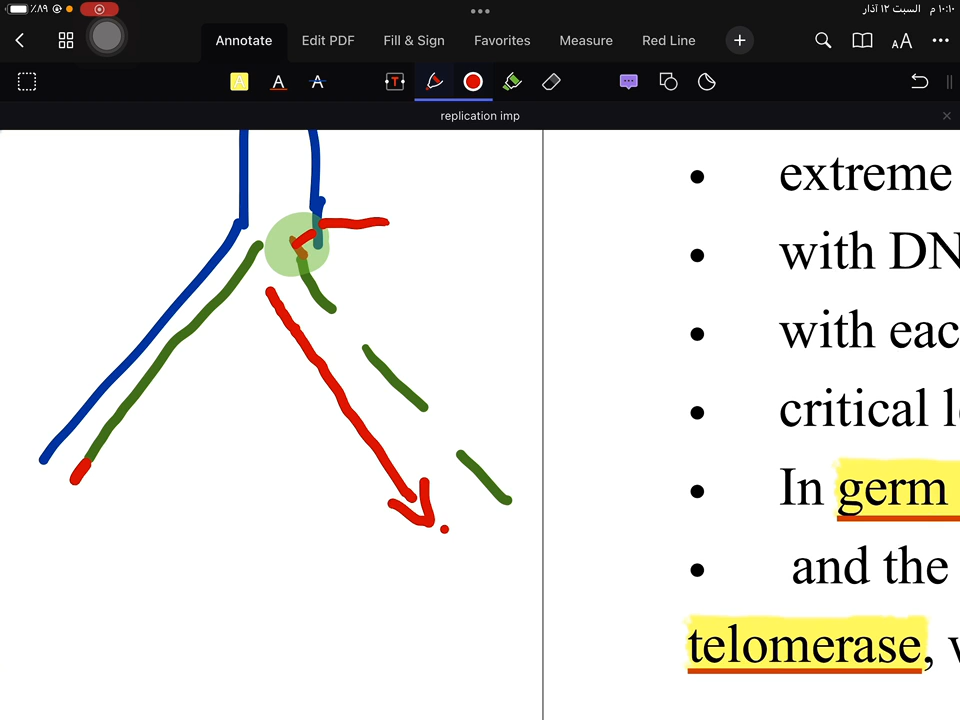 ٪٨٩ ١٠:١٠ م السبت ١٢ آذار
Annotate Edit PDF Fill & Sign Favorites Measure Red Line
A A A T
replication imp
• extreme
• with DN
• with eac
• critical l
• In germ
• and the
telomerase, w